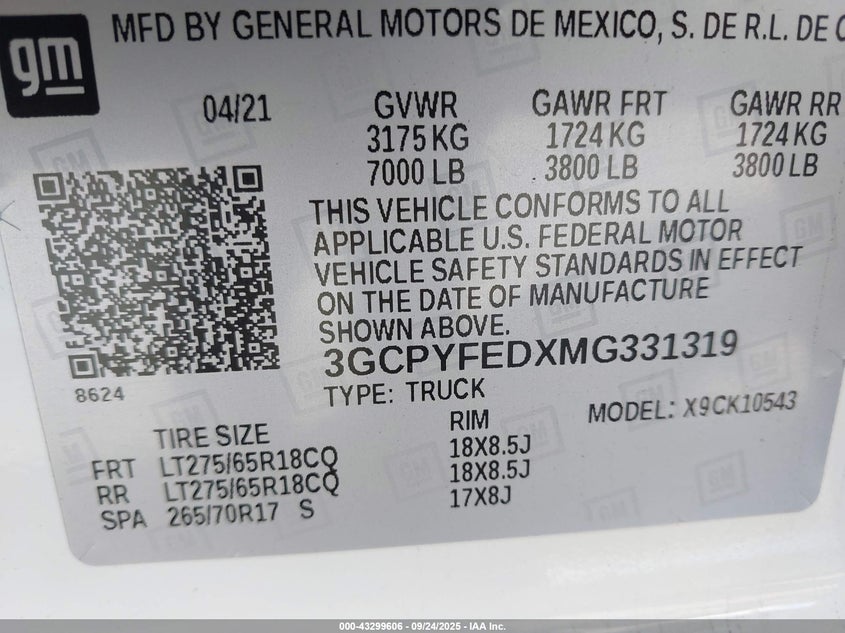 gm
MFD BY GENERAL MOTORS DE MEXICO, S. DE R.L. DE
04/21
GVWR GAWR FRT GAWR RR
3175 KG 1724 KG 1724 KG
7000 LB 3800 LB 3800 LB
THIS VEHICLE CONFORMS TO ALL
APPLICABLE U.S. FEDERAL MOTOR
VEHICLE SAFETY STANDARDS IN EFFECT
ON THE DATE OF MANUFACTURE
SHOWN ABOVE.
3GCPYFEDXMG331319
8624
TYPE: TRUCK
MODEL: X9CK10543
TIRE SIZE RIM
FRT LT275/65R18CQ 18X8.5J
RR LT275/65R18CQ 18X8.5J
SPA 265/70R17 S 17X8J
000-43299606 - 09/24/2025 - IAA Inc.